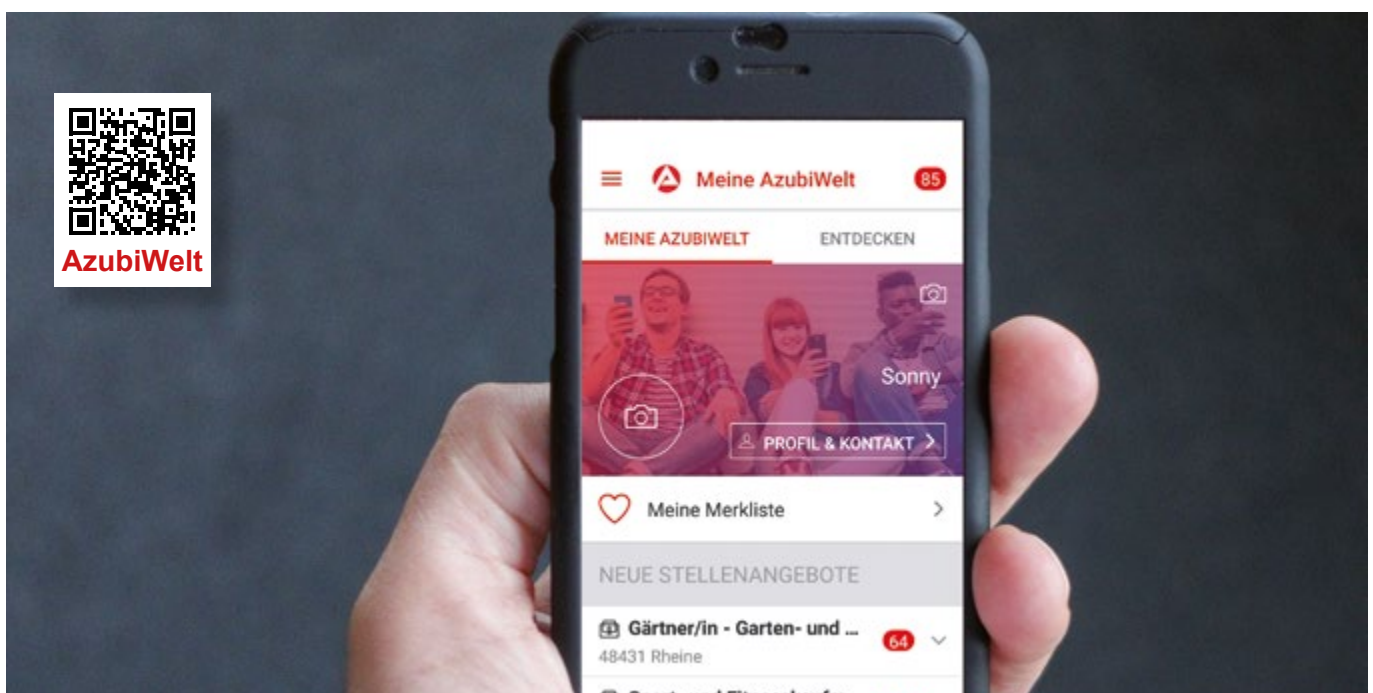 AzubiWelt
Meine AzubiWelt 85
MEINE AZUBIWELT ENTDECKEN
Sonny
PROFIL & KONTAKT
Meine Merkliste
NEUE STELLENANGEBOTE
Gärtner/in - Garten- und ...
64
48431 Rheine